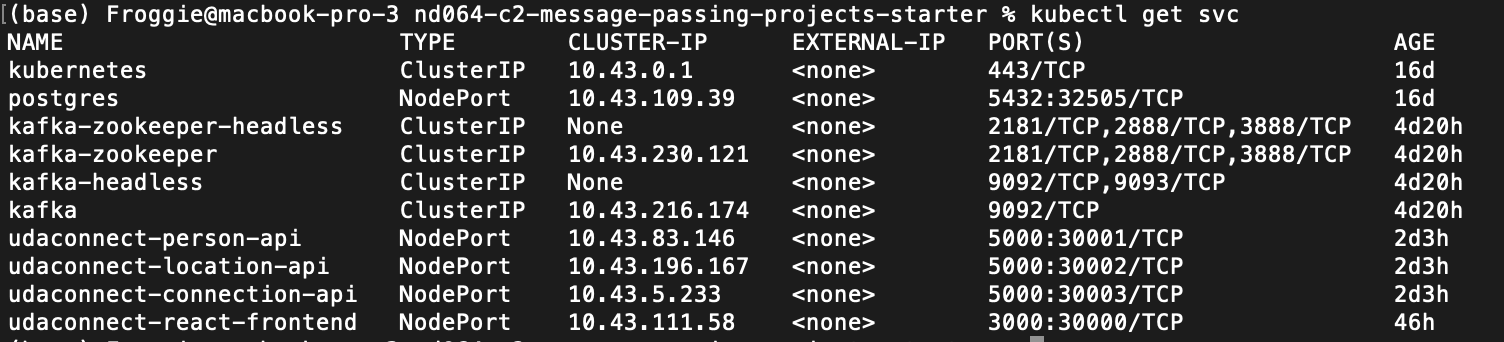 (base) Froggie@macbook-pro-3 nd064-c2-message-passing-projects-starter % kubectl get svc
NAME TYPE CLUSTER-IP EXTERNAL-IP PORT(S) AGE
kubernetes ClusterIP 10.43.0.1 <none> 443/TCP 16d
postgres NodePort 10.43.109.39 <none> 5432:32505/TCP 16d
kafka-zookeeper-headless ClusterIP None <none> 2181/TCP,2888/TCP,3888/TCP 4d20h
kafka-zookeeper ClusterIP 10.43.230.121 <none> 2181/TCP,2888/TCP,3888/TCP 4d20h
kafka-headless ClusterIP None <none> 9092/TCP,9093/TCP 4d20h
kafka ClusterIP 10.43.216.174 <none> 9092/TCP 4d20h
udaconnect-person-api NodePort 10.43.83.146 <none> 5000:30001/TCP 2d3h
udaconnect-location-api NodePort 10.43.196.167 <none> 5000:30002/TCP 2d3h
udaconnect-connection-api NodePort 10.43.5.233 <none> 5000:30003/TCP 2d3h
udaconnect-react-frontend NodePort 10.43.111.58 <none> 3000:30000/TCP 46h